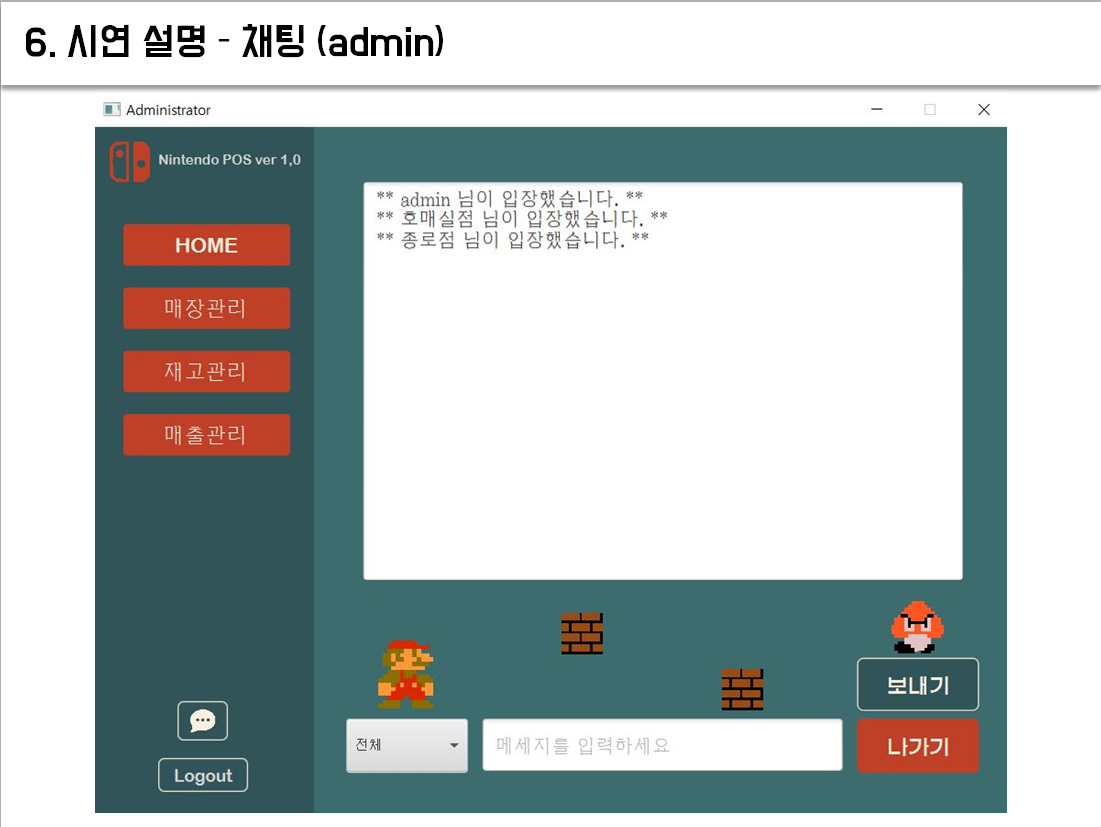 6. 시연 설명 - 채팅 (admin)
Administrator
Nintendo POS ver 1,0
HOME
매장관리
재고관리
매출관리
** admin 님이 입장했습니다. **
** 호매실점 님이 입장했습니다. **
** 종로점 님이 입장했습니다. **
보내기
전체
메세지를 입력하세요
나가기
Logout